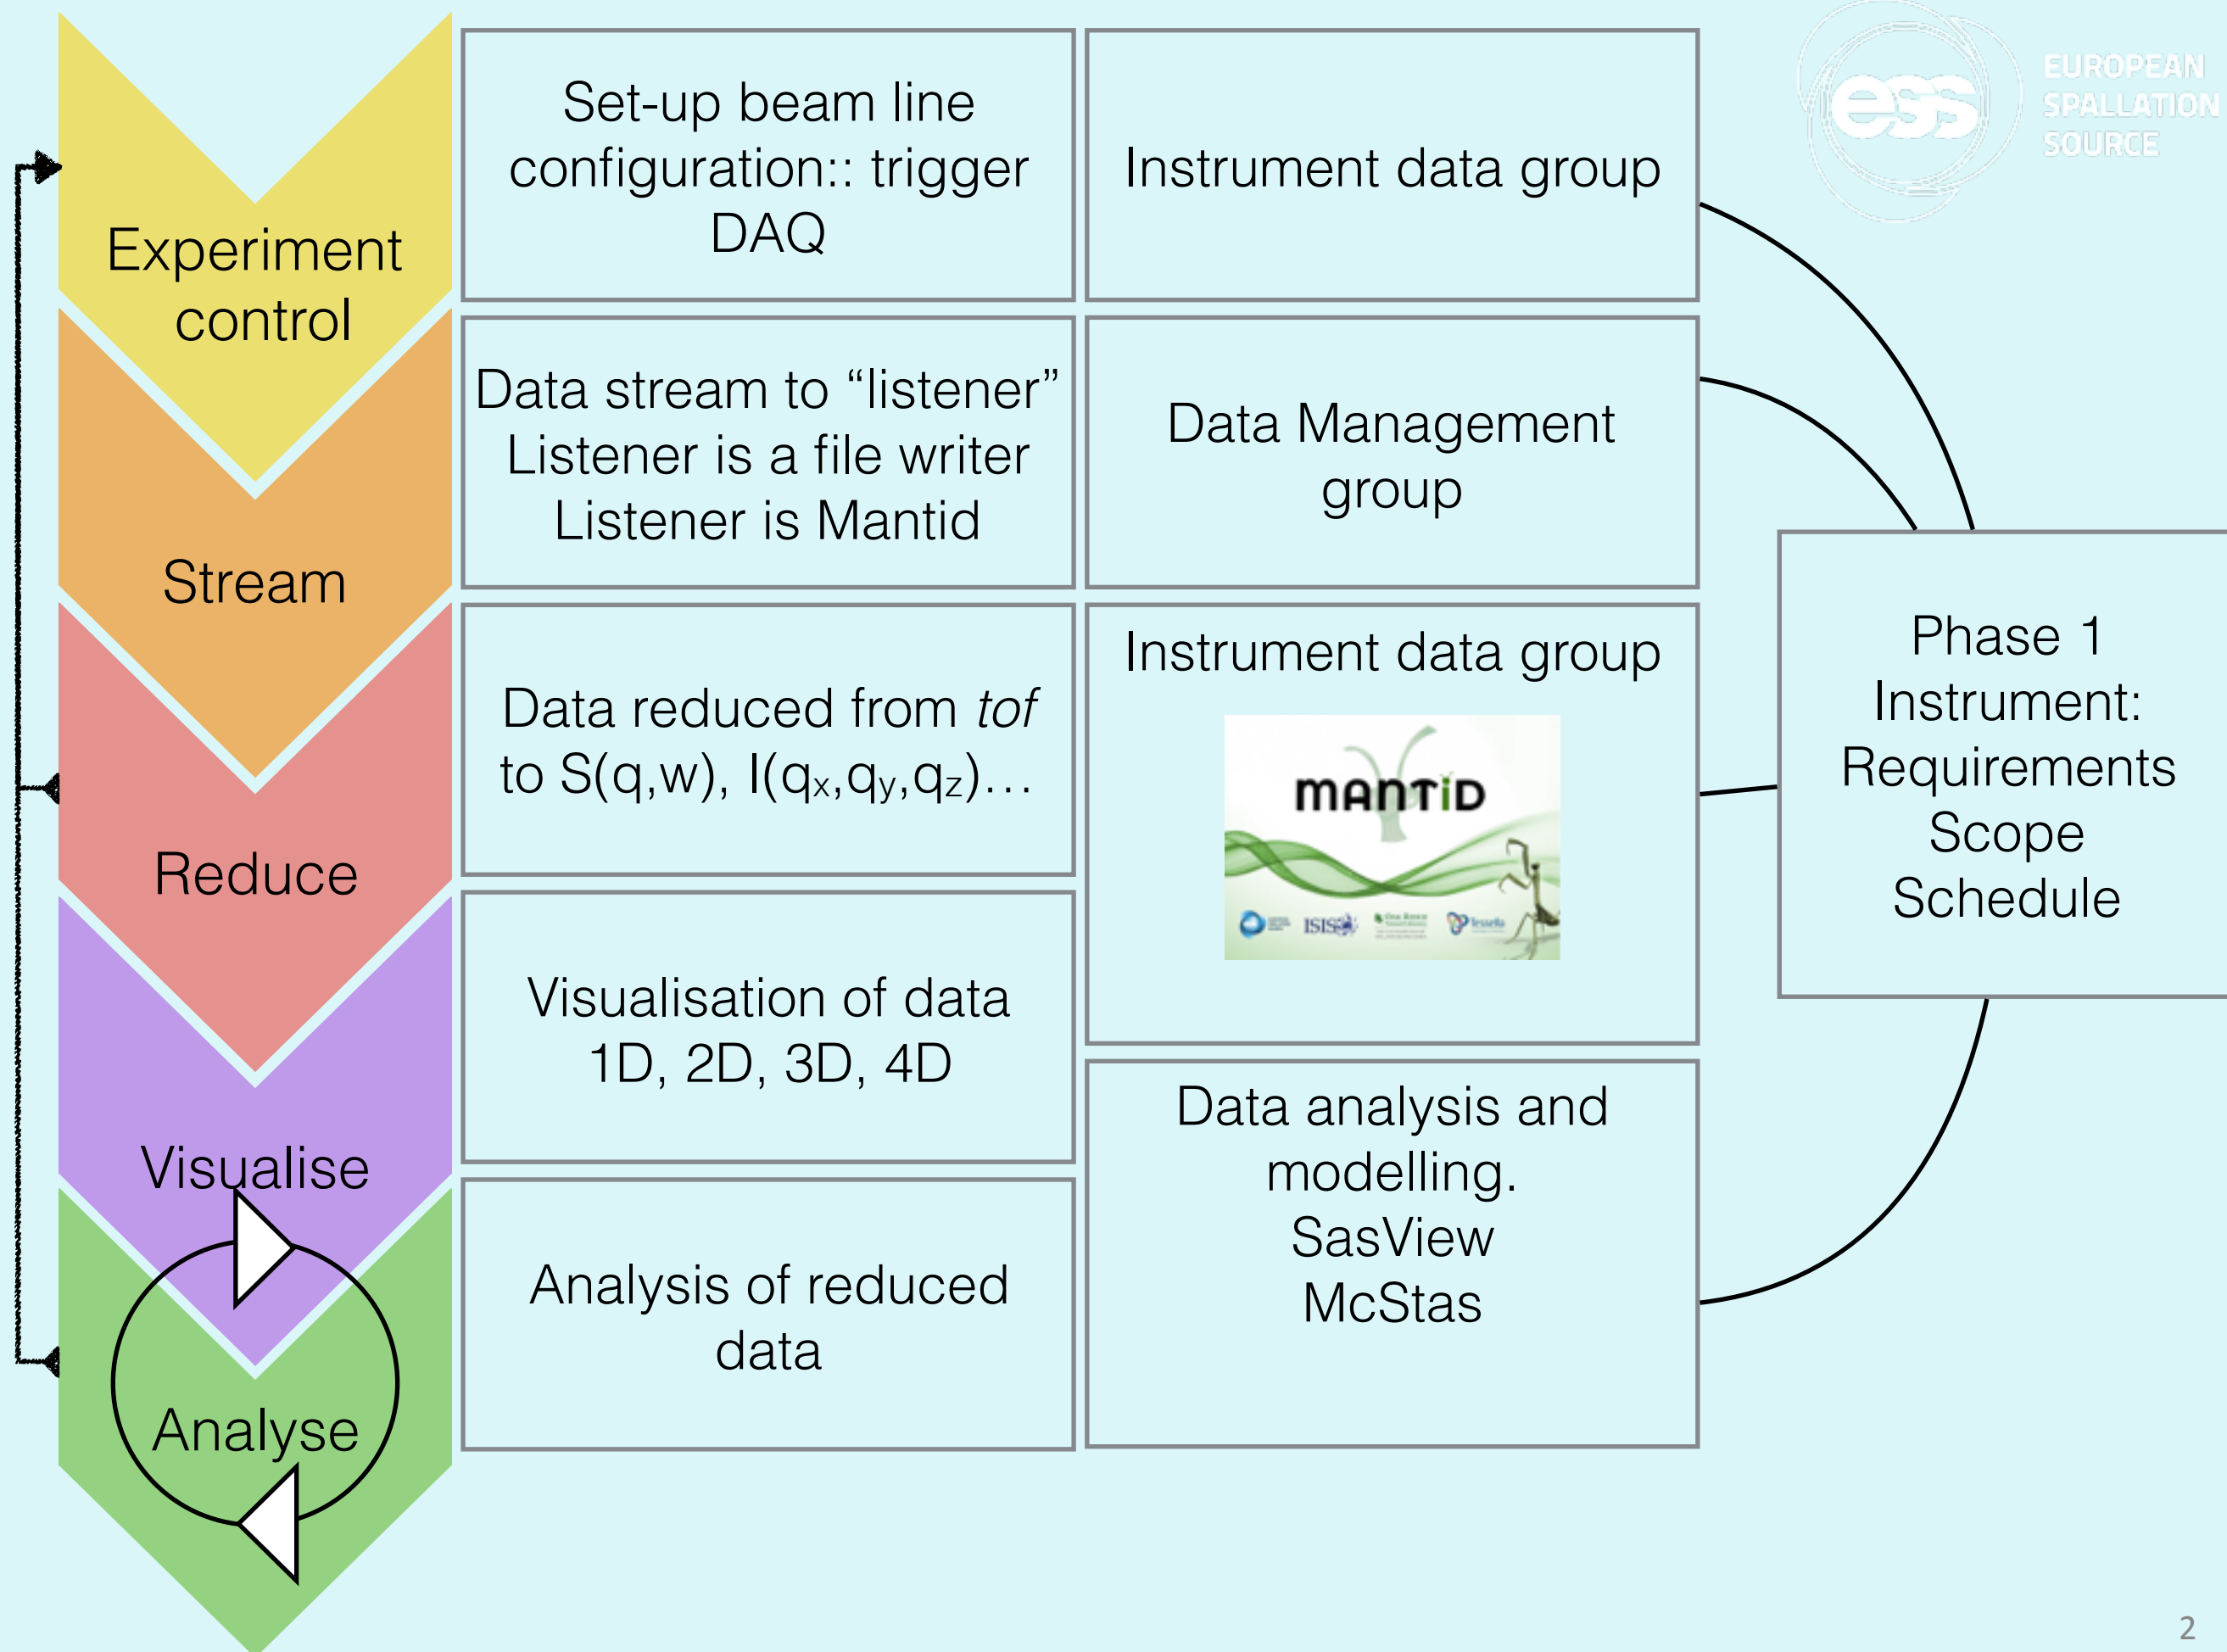 Experiment
control
Set-up beam line
configuration:: trigger
DAQ
Instrument data group
ess
EUROPEAN
SPALLATION
SOURCE
Stream
Data stream to “listener”
Listener is a file writer
Listener is Mantid
Data Management
group
Reduce
Data reduced from tof
to S(q,w), I(qx,qy,qz)…
Instrument data group
MANTiD
ISIS
Tessella
Phase 1
Instrument:
Requirements
Scope
Schedule
Visualise
Visualisation of data
1D, 2D, 3D, 4D
Analyse
Analysis of reduced
data
Data analysis and
modelling.
SasView
McStas
2